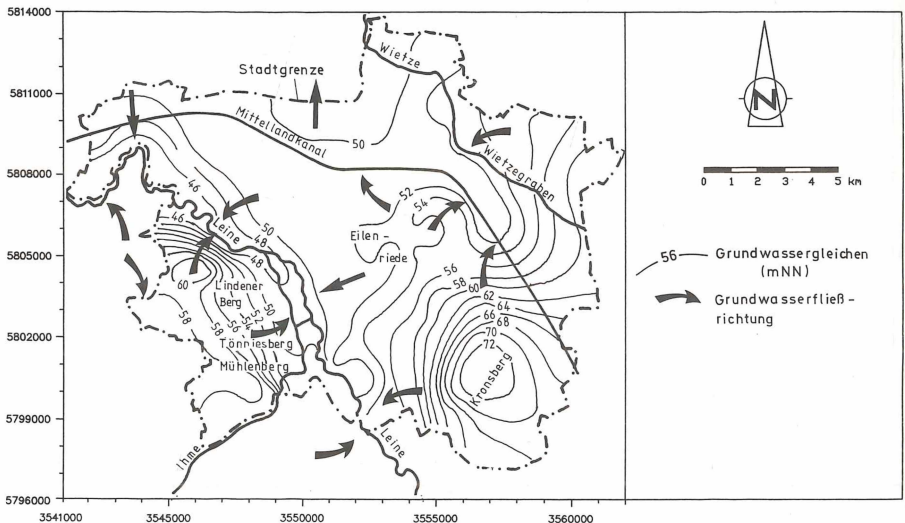 5814000
5811000
5808000
5805000
5802000
5799000
5796000
3541000
3545000
3550000
3555000
3560000
Wietze
Stadtgrenze
Mittellandkanal
50
Wietzegraben
46
52
54
50
48
Leine
46
48
Eilen-
riede
60
Lindener
Berg
50
52
54
56
58
58
56
58
60
62
64
66
68
70
72
Tönniesberg
Mühlenberg
Kronsberg
Ihme
Leine
N
0 1 2 3 4 5 km
56 Grundwassergleichen
(mNN)
Grundwasserfließ-
richtung